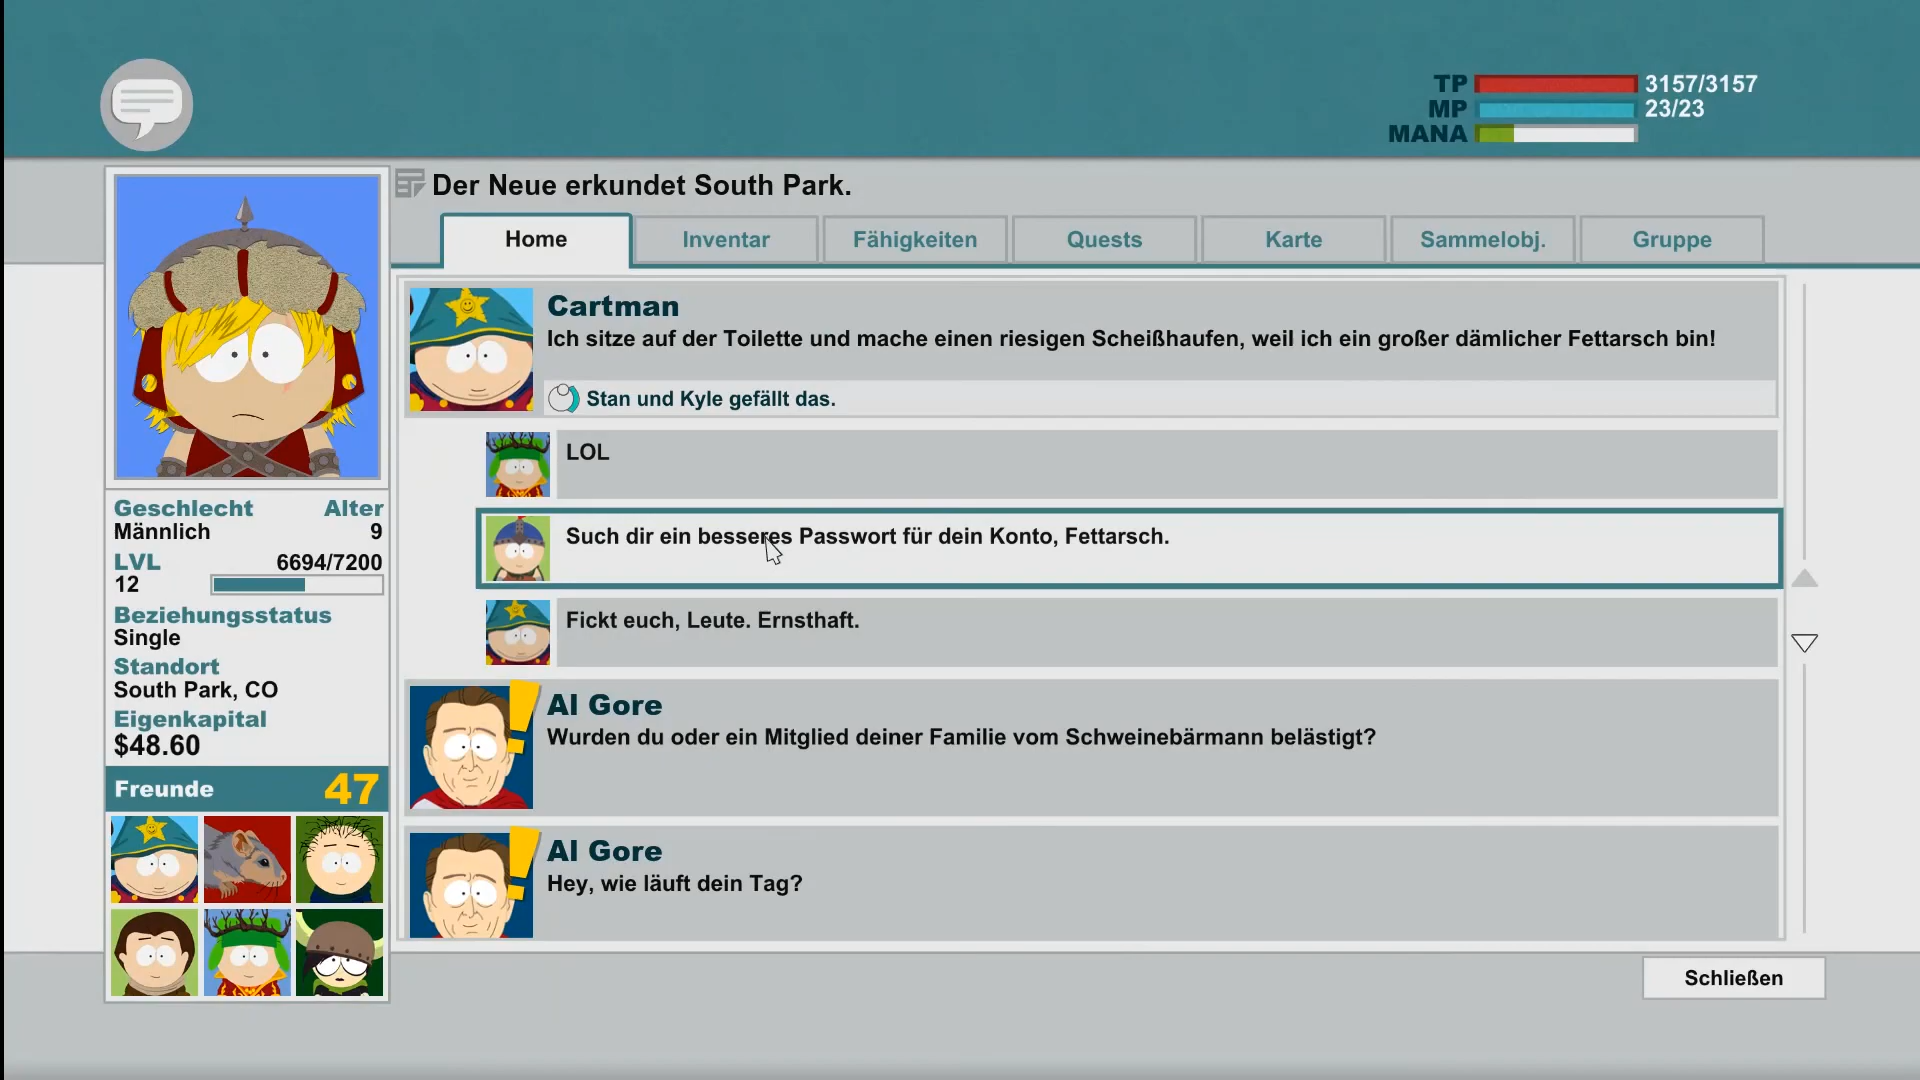 TP 3157/3157
MP 23/23
MANA
Der Neue erkundet South Park.
Home Inventar Fähigkeiten Quests Karte Sammelobj. Gruppe
Cartman
Ich sitze auf der Toilette und mache einen riesigen Scheißhaufen, weil ich ein großer dämlicher Fettarsch bin!
Stan und Kyle gefällt das.
LOL
Such dir ein besseres Passwort für dein Konto, Fettarsch.
Fickt euch, Leute. Ernsthaft.
Al Gore
Wurden du oder ein Mitglied deiner Familie vom Schweinebärmann belästigt?
Al Gore
Hey, wie läuft dein Tag?
Geschlecht Alter
Männlich 9
LVL 6694/7200
12
Beziehungsstatus
Single
Standort
South Park, CO
Eigenkapital
$48.60
Freunde 47
Schließen